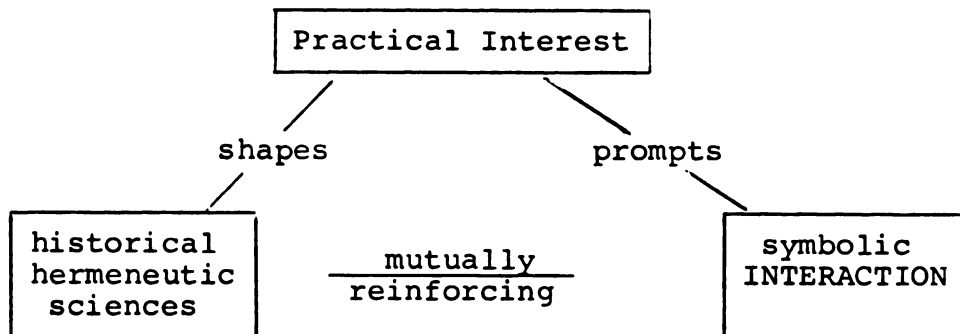 Practical Interest
shapes
prompts
historical
hermeneutic
sciences
mutually
reinforcing
symbolic
INTERACTION